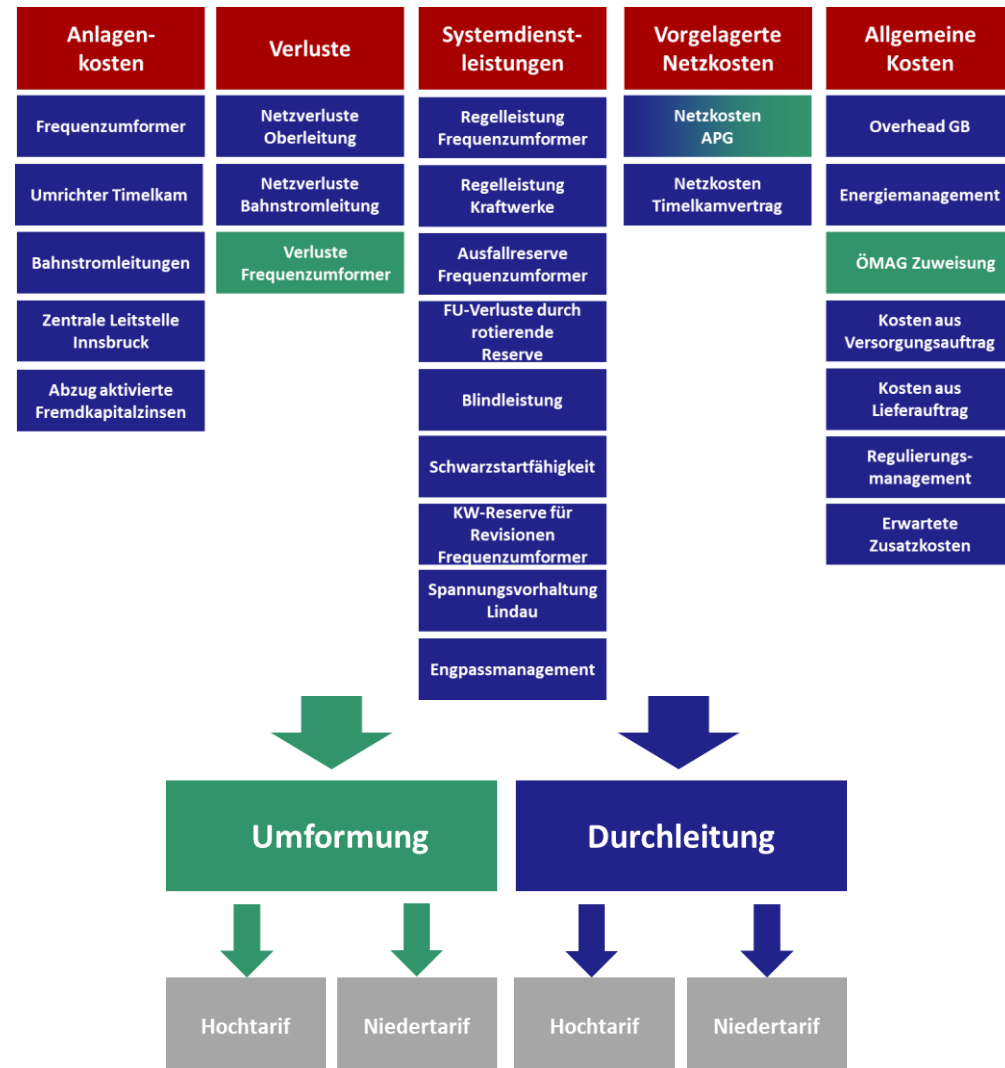 Anlagen-
kosten
Verluste
Systemdienst-
leistungen
Vorgelagerte
Netzkosten
Allgemeine
Kosten
Frequenzumformer
Umrichter Timelkam
Bahnstromleitungen
Zentrale Leitstelle
Innsbruck
Abzug aktivierte
Fremdkapitalzinsen
Netzverluste
Oberleitung
Netzverluste
Bahnstromleitung
Verluste
Frequenzumformer
Regelleistung
Frequenzumformer
Regelleistung
Kraftwerke
Ausfallreserve
Frequenzumformer
FU-Verluste durch
rotierende
Reserve
Blindleistung
Schwarzstartfähigkeit
KW-Reserve für
Revisionen
Frequenzumformer
Spannungsvorhaltung
Lindau
Engpassmanagement
Netzkosten
APG
Netzkosten
Timelkamvertrag
Overhead GB
Energiemanagement
ÖMAG Zuweisung
Kosten aus
Versorgungsauftrag
Kosten aus
Lieferauftrag
Regulierungs-
management
Erwartete
Zusatzkosten
Umformung
Durchleitung
Hochtarif
Niedertarif
Hochtarif
Niedertarif